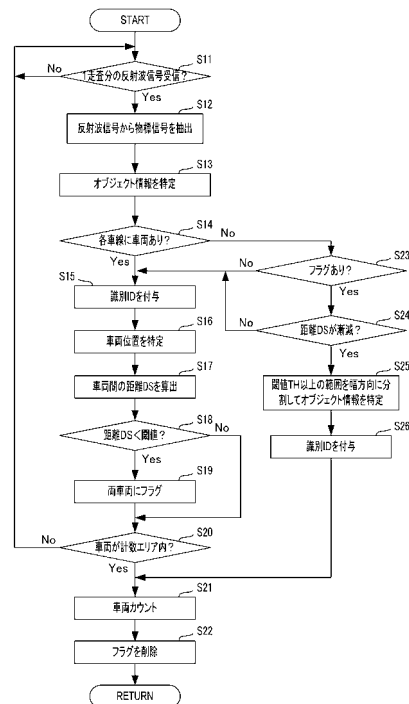 START
S11
1走査分の反射波信号受信？
No
Yes
S12
反射波信号から物標信号を抽出
S13
オブジェクト情報を特定
S14
各車線に車両あり？
No
Yes
S23
フラグあり？
No
Yes
S15
識別IDを付与
S24
距離DSが漸減？
No
Yes
S16
車両位置を特定
S17
車両間の距離DSを算出
S25
閾値TH以上の範囲を幅方向に分
割してオブジェクト情報を特定
S18
距離DS<閾値？
No
Yes
S26
識別IDを付与
S19
両車両にフラグ
S20
車両が計数エリア内？
No
Yes
S21
車両カウント
S22
フラグを削除
RETURN